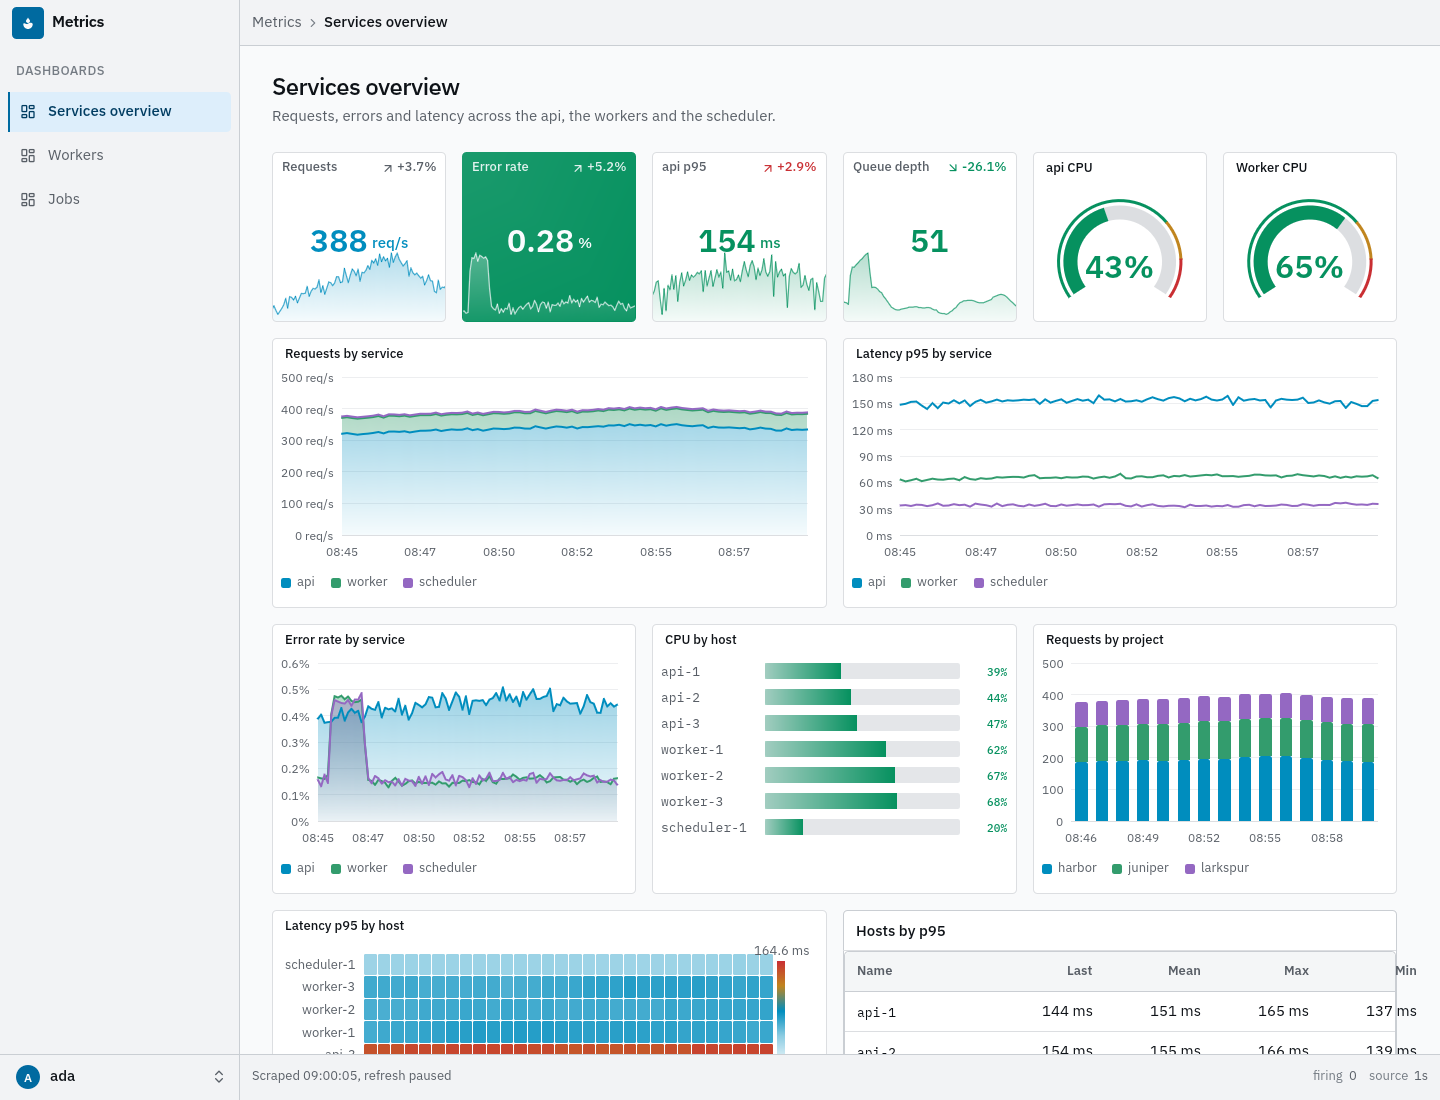 Metrics
Metrics > Services overview
DASHBOARDS
Services overview
Workers
Jobs
Services overview
Requests, errors and latency across the api, the workers and the scheduler.
Requests +3.7%
388 req/s
Error rate +5.2%
0.28 %
api p95 +2.9%
154 ms
Queue depth -26.1%
51
api CPU
43%
Worker CPU
65%
Requests by service
500 req/s
400 req/s
300 req/s
200 req/s
100 req/s
0 req/s
08:45 08:47 08:50 08:52 08:55 08:57
api worker scheduler
Latency p95 by service
180 ms
150 ms
120 ms
90 ms
60 ms
30 ms
0 ms
08:45 08:47 08:50 08:52 08:55 08:57
api worker scheduler
Error rate by service
0.6%
0.5%
0.4%
0.3%
0.2%
0.1%
0%
08:45 08:47 08:50 08:52 08:55 08:57
api worker scheduler
CPU by host
api-1 39%
api-2 44%
api-3 47%
worker-1 62%
worker-2 67%
worker-3 68%
scheduler-1 20%
Requests by project
500
400
300
200
100
0
08:46 08:49 08:52 08:55 08:58
harbor juniper larkspur
Latency p95 by host
164.6 ms
scheduler-1
worker-3
worker-2
worker-1
api-3
Hosts by p95
Name Last Mean Max Min
api-1 144 ms 151 ms 165 ms 137 ms
api-2 154 ms 155 ms 166 ms 139 ms
A ada
Scraped 09:00:05, refresh paused
firing 0 source 1s